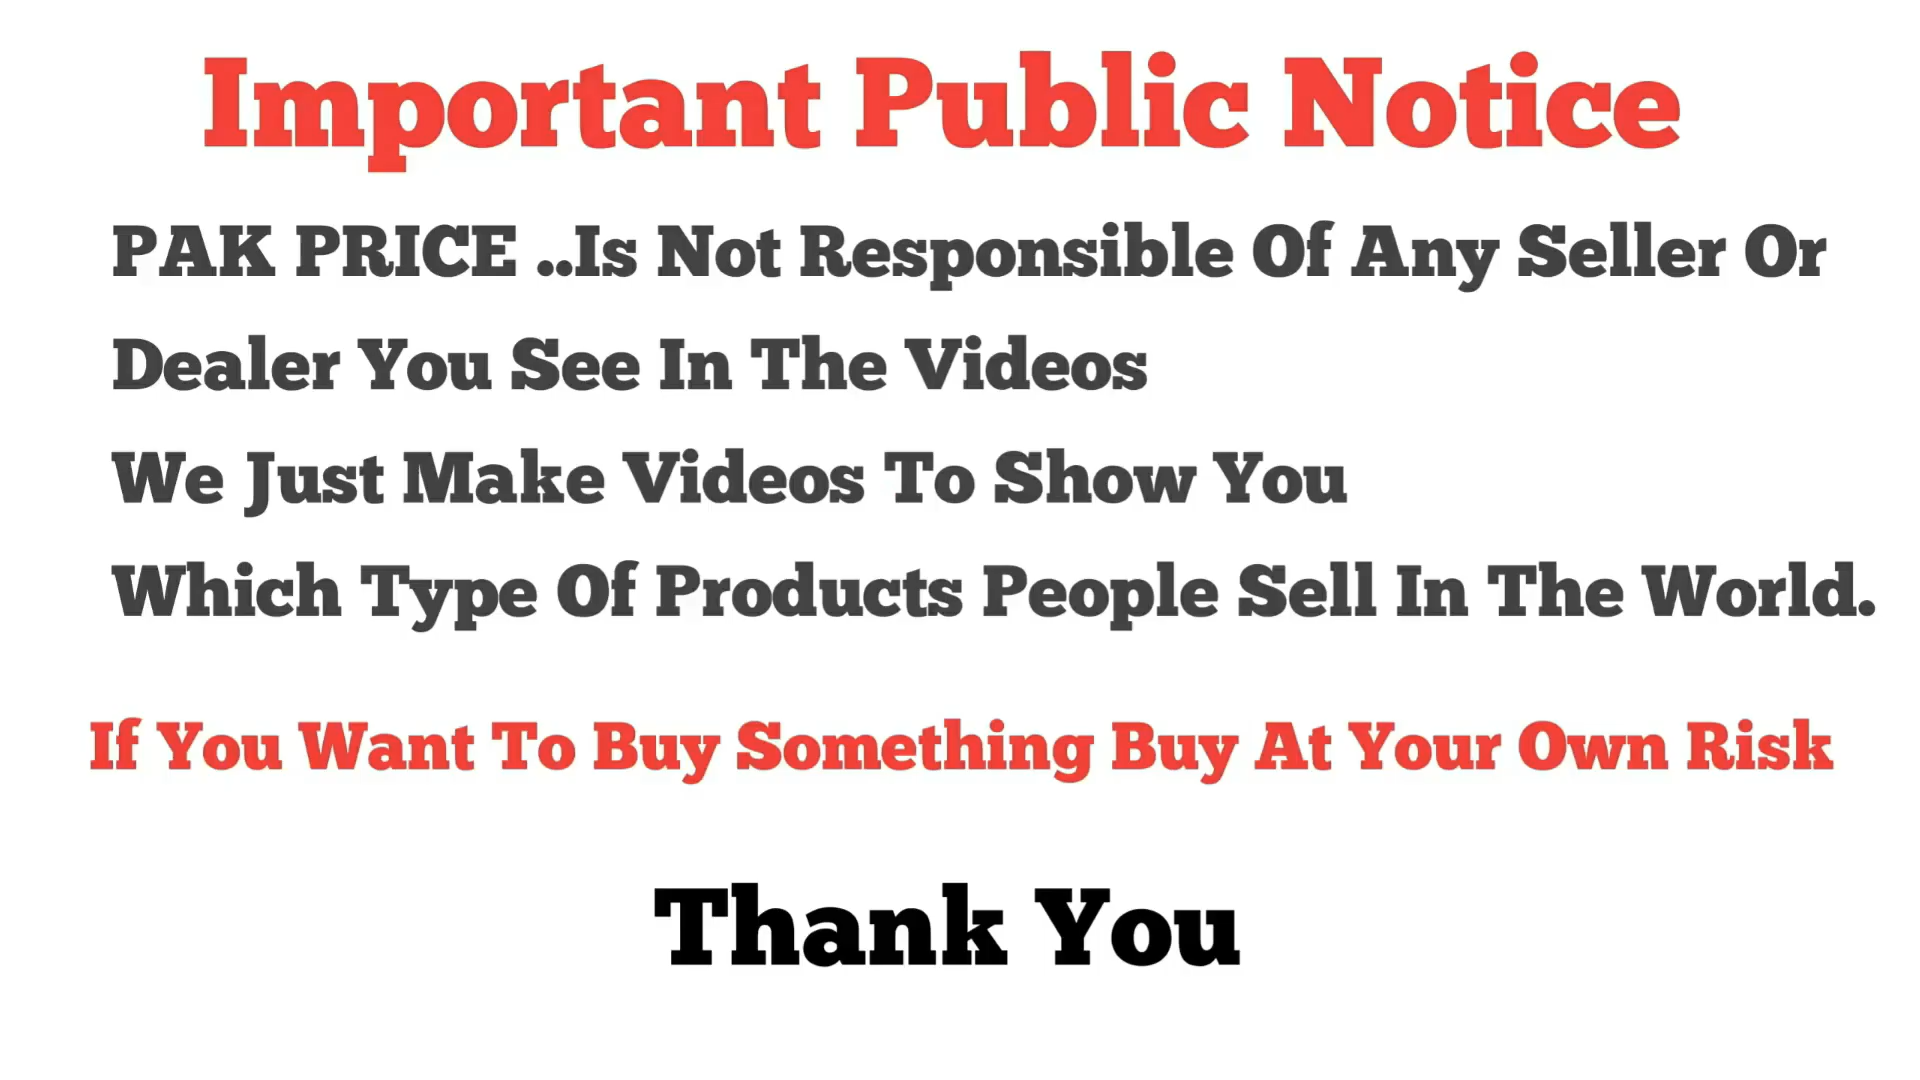 Important Public Notice
PAK PRICE ..Is Not Responsible Of Any Seller Or
Dealer You See In The Videos
We Just Make Videos To Show You
Which Type Of Products People Sell In The World.
If You Want To Buy Something Buy At Your Own Risk
Thank You